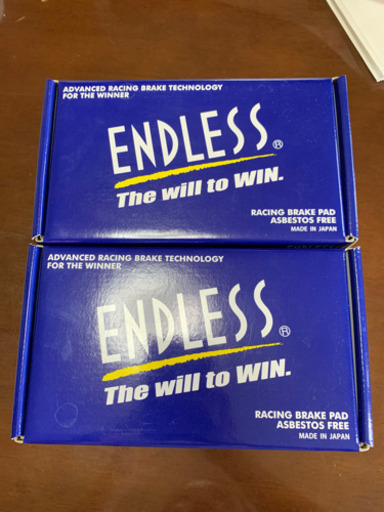 ADVANCED RACING BRAKE TECHNOLOGY
FOR THE WINNER
ENDLESS®
The will to WIN.
RACING BRAKE PAD
ASBESTOS FREE
MADE IN JAPAN
ENDLESS
ADVANCED RACING BRAKE TECHNOLOGY
FOR THE WINNER
ENDLESS®
The will to WIN.
RACING BRAKE PAD
ASBESTOS FREE
MADE IN JAPAN